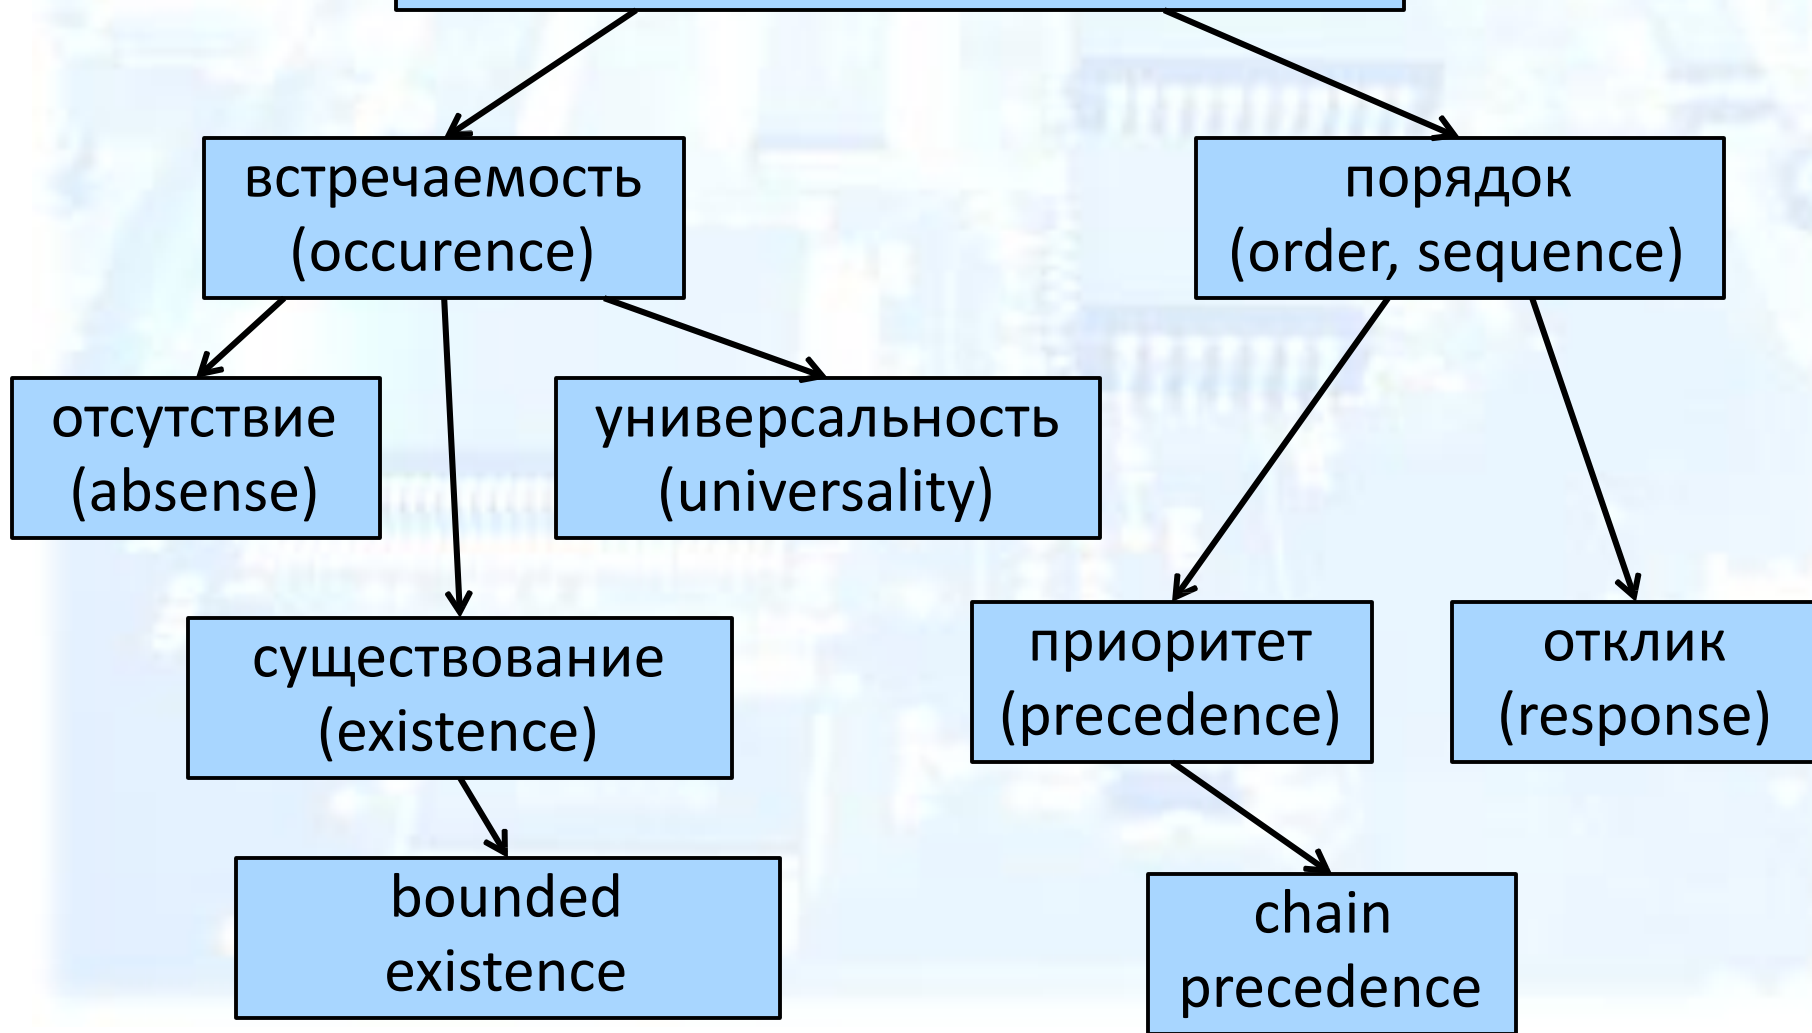 встречаемость
(occurence)
порядок
(order, sequence)
отсутствие
(absense)
универсальность
(universality)
существование
(existence)
приоритет
(precedence)
отклик
(response)
bounded
existence
chain
precedence